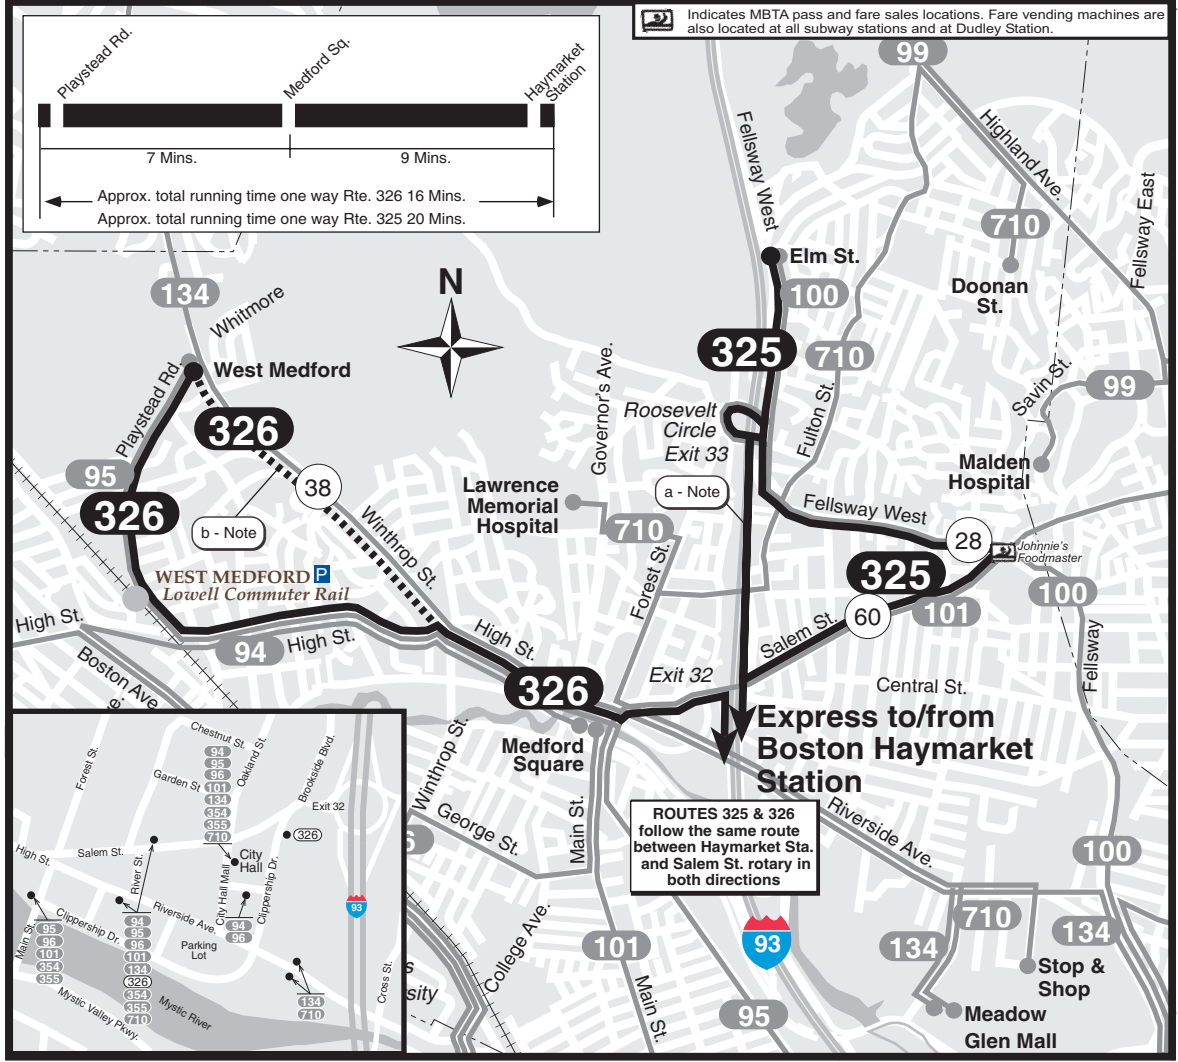 Indicates MBTA pass and fare sales locations. Fare vending machines are
also located at all subway stations and at Dudley Station.
Playstead Rd.
Medford Sq.
Haymarket
Station
7 Mins.
9 Mins.
Approx. total running time one way Rte. 326 16 Mins.
Approx. total running time one way Rte. 325 20 Mins.
99
Highland Ave.
Fellsway West
Fellsway East
710
Doonan
St.
Elm St.
100
134
Whitmore
N
325
710
West Medford
Playstead Rd.
326
Governor's Ave.
Roosevelt
Circle
Exit 33
Fulton St.
Savin St.
99
95
326
38
b - Note
Winthrop St.
Lawrence
Memorial
Hospital
710
a - Note
Malden
Hospital
Fellsway West
28
Johnnie's
Foodmaster
325
60
101
100
WEST MEDFORD P
Lowell Commuter Rail
High St.
94
High St.
High St.
Forest St.
Salem St.
Fellsway
Boston Ave.
e.
326
Exit 32
Central St.
Express to/from
Boston Haymarket
Station
Medford
Square
Winthrop St.
George St.
Main St.
ROUTES 325 & 326
follow the same route
between Haymarket Sta.
and Salem St. rotary in
both directions
Riverside Ave.
100
6
93
101
College Ave.
Main St.
95
710
134
134
Stop &
Shop
Meadow
Glen Mall
s
sity
Chestnut St.
Forest St.
Garden St
Oakland St.
Brookside Blvd.
94
95
96
101
134
354
355
710
Exit 32
326
City
Hall
High St.
Salem St.
River St.
City Hall Mall
Clippership Dr.
93
Riverside Ave.
Clippership Dr.
Main St.
95
96
101
354
355
94
95
96
101
134
326
354
355
710
94
96
Parking
Lot
134
710
Cross St.
Mystic River
Mystic Valley Pkwy.